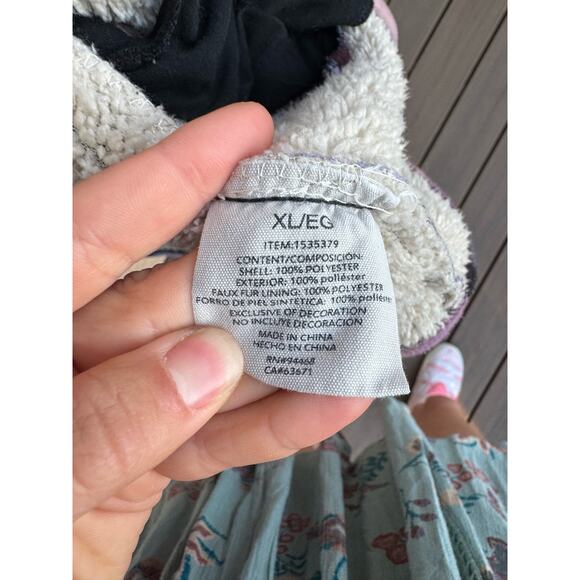 XL/EG
ITEM:1535379
CONTENT/COMPOSICIÓN:
SHELL: 100% POLYESTER
EXTERIOR: 100% poliéster
FAUX FUR LINING: 100% POLYESTER
FORRO DE PIEL SINTÉTICA: 100% poliéster
EXCLUSIVE OF DECORATION
NO INCLUYE DECORACIÓN
MADE IN CHINA
HECHO EN CHINA
RN#94468
CA#63671